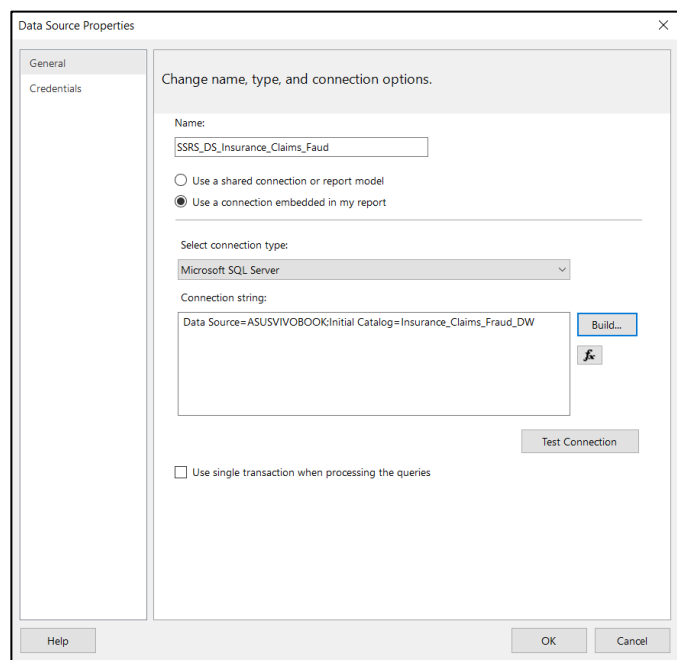 Data Source Properties
General
Credentials
Change name, type, and connection options.
Name:
SSRS_DS_Insurance_Claims_Faud
Use a shared connection or report model
Use a connection embedded in my report
Select connection type:
Microsoft SQL Server
Connection string:
Data Source=ASUSVIVOBOOK;Initial Catalog=Insurance_Claims_Fraud_DW
Build...
fx
Test Connection
Use single transaction when processing the queries
Help
OK
Cancel